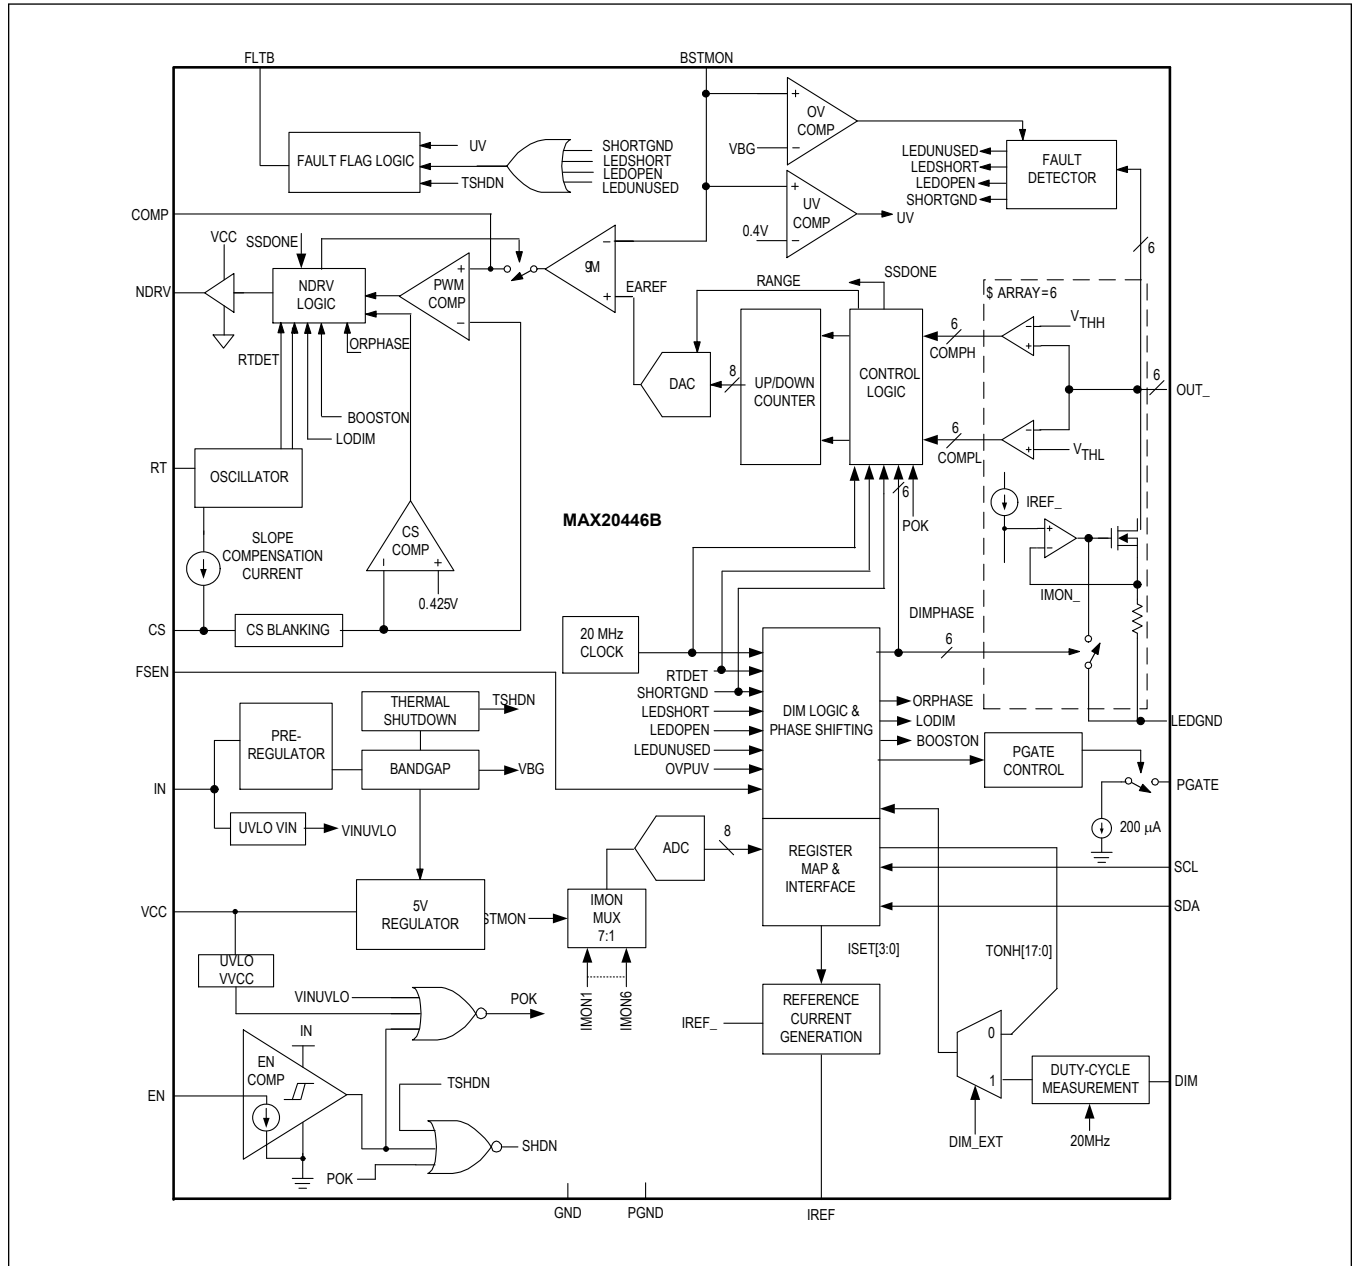 FLTB
BSTMON
FAULT FLAG LOGIC
UV
TSHDN
SHORTGND
LEDSHORT
LEDOPEN
LEDUNUSED
+
OV
COMP
VBG
−
+
UV
COMP
0.4V
−
UV
LEDUNUSED
LEDSHORT
LEDOPEN
SHORTGND
FAULT
DETECTOR
6
COMP
VCC
SSDONE
NDRV
NDRV
LOGIC
RTDET
ORPHASE
BOOSTON
LODIM
+
PWM
COMP
−
−
gM
+
EAREF
RANGE
SSDONE
DAC
8
UP/DOWN
COUNTER
CONTROL
LOGIC
6
COMPH
6
COMPL
6
POK
$ ARRAY=6
−
+
VTHH
6
OUT_
−
+
VTHL
IREF_
+
−
IMON_
RT
OSCILLATOR
SLOPE
COMPENSATION
CURRENT
CS
COMP
−
+
0.425V
MAX20446B
CS
CS BLANKING
20 MHz
CLOCK
DIMPHASE
6
FSEN
RTDET
SHORTGND
LEDSHORT
LEDOPEN
LEDUNUSED
OVPUV
DIM LOGIC &
PHASE SHIFTING
ORPHASE
LODIM
BOOSTON
LEDGND
PGATE
CONTROL
PGATE
200 µA
THERMAL
SHUTDOWN
TSHDN
PRE-
REGULATOR
BANDGAP
VBG
IN
UVLO VIN
VINUVLO
ADC
8
REGISTER
MAP &
INTERFACE
SCL
SDA
VCC
5V
REGULATOR
STMON
IMON
MUX
7:1
IMON1
IMON6
ISET[3:0]
TONH[17:0]
UVLO
VVCC
VINUVLO
POK
IREF_
REFERENCE
CURRENT
GENERATION
IN
EN
COMP
EN
TSHDN
POK
SHDN
0
1
DIM_EXT
DUTY-CYCLE
MEASUREMENT
DIM
20MHz
GND
PGND
IREF